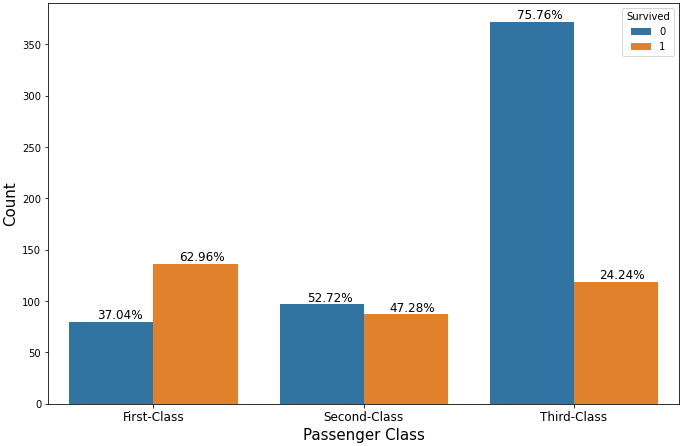 75.76%
Survived
0
1
350
300
250
200
150
100
50
0
Count
62.96%
37.04%
52.72%
47.28%
24.24%
First-Class
Second-Class
Third-Class
Passenger Class